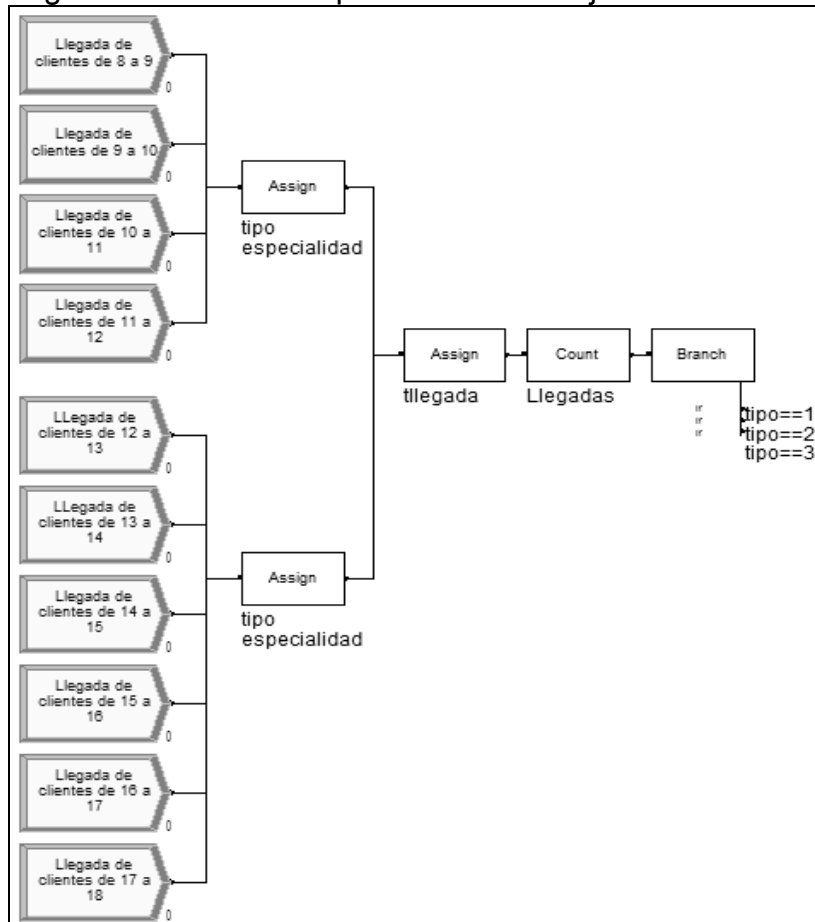 Llegada de
clientes de 8 a 9
0
Llegada de
clientes de 9 a 10
0
Llegada de
clientes de 10 a
11
0
Llegada de
clientes de 11 a
12
0
Assign
tipo
especialidad
LLegada de
clientes de 12 a
13
0
LLegada de
clientes de 13 a
14
0
Llegada de
clientes de 14 a
15
0
Llegada de
clientes de 15 a
16
0
Llegada de
clientes de 16 a
17
0
Llegada de
clientes de 17 a
18
0
Assign
tipo
especialidad
Assign
tllegada
Count
Llegadas
Branch
If
tipo==1
If
tipo==2
If
tipo==3